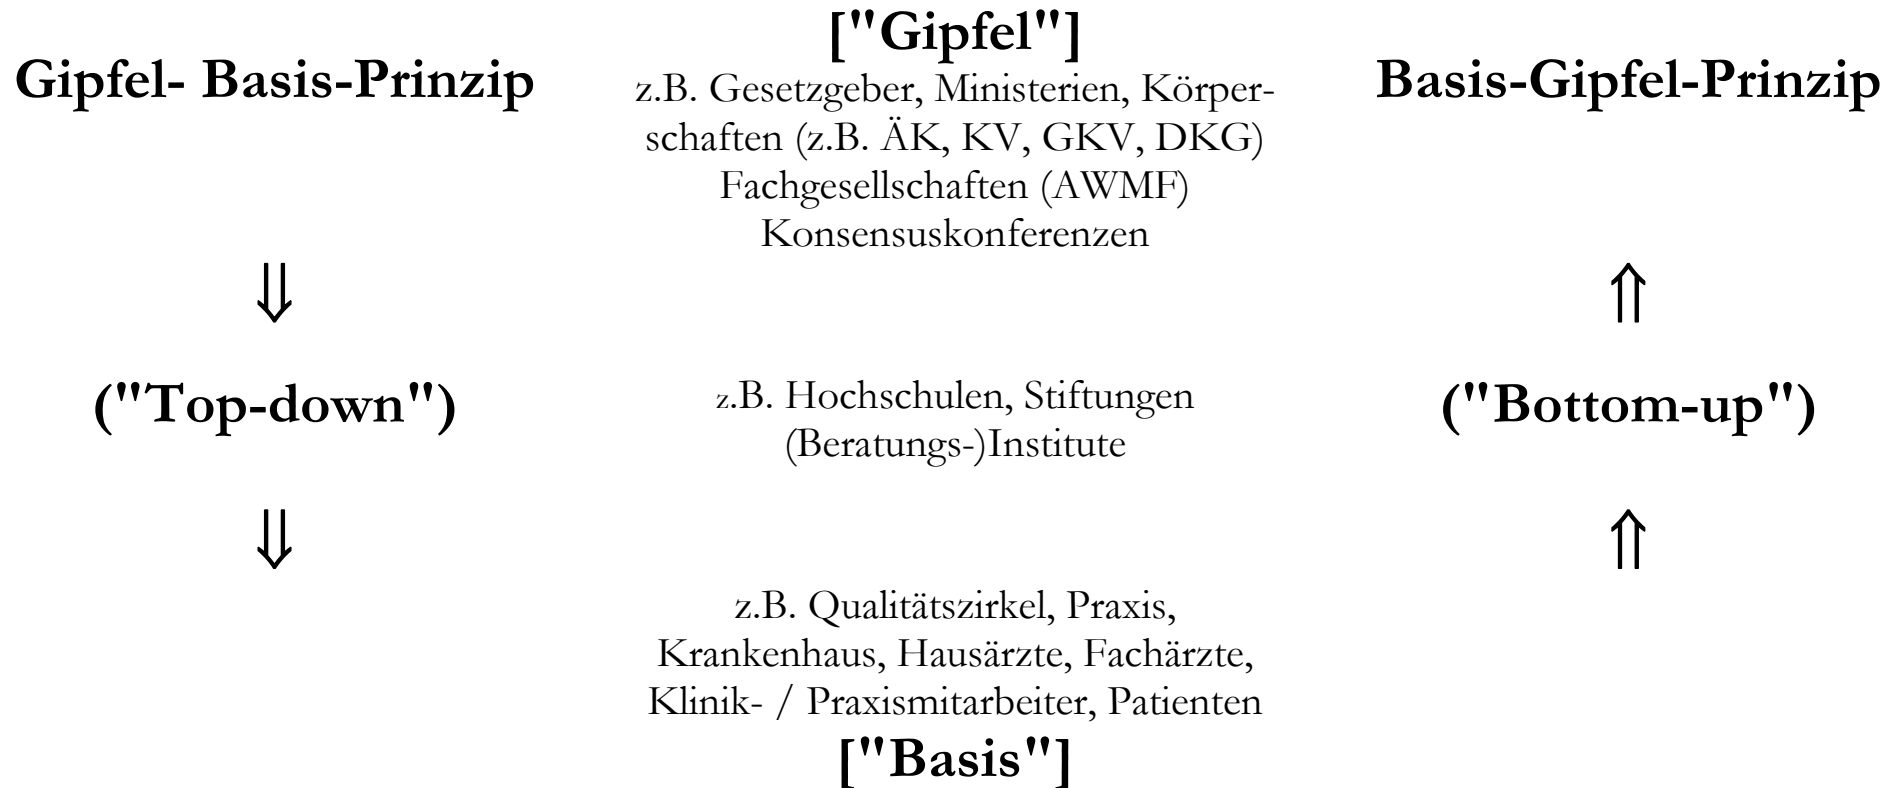 ["Gipfel"]
Gipfel- Basis-Prinzip
z.B. Gesetzgeber, Ministerien, Körper-
schaften (z.B. ÄK, KV, GKV, DKG)
Fachgesellschaften (AWMF)
Konsensuskonferenzen
Basis-Gipfel-Prinzip
⇓
⇑
("Top-down")
z.B. Hochschulen, Stiftungen
(Beratungs-)Institute
("Bottom-up")
⇓
⇑
z.B. Qualitätszirkel, Praxis,
Krankenhaus, Hausärzte, Fachärzte,
Klinik- / Praxismitarbeiter, Patienten
["Basis"]